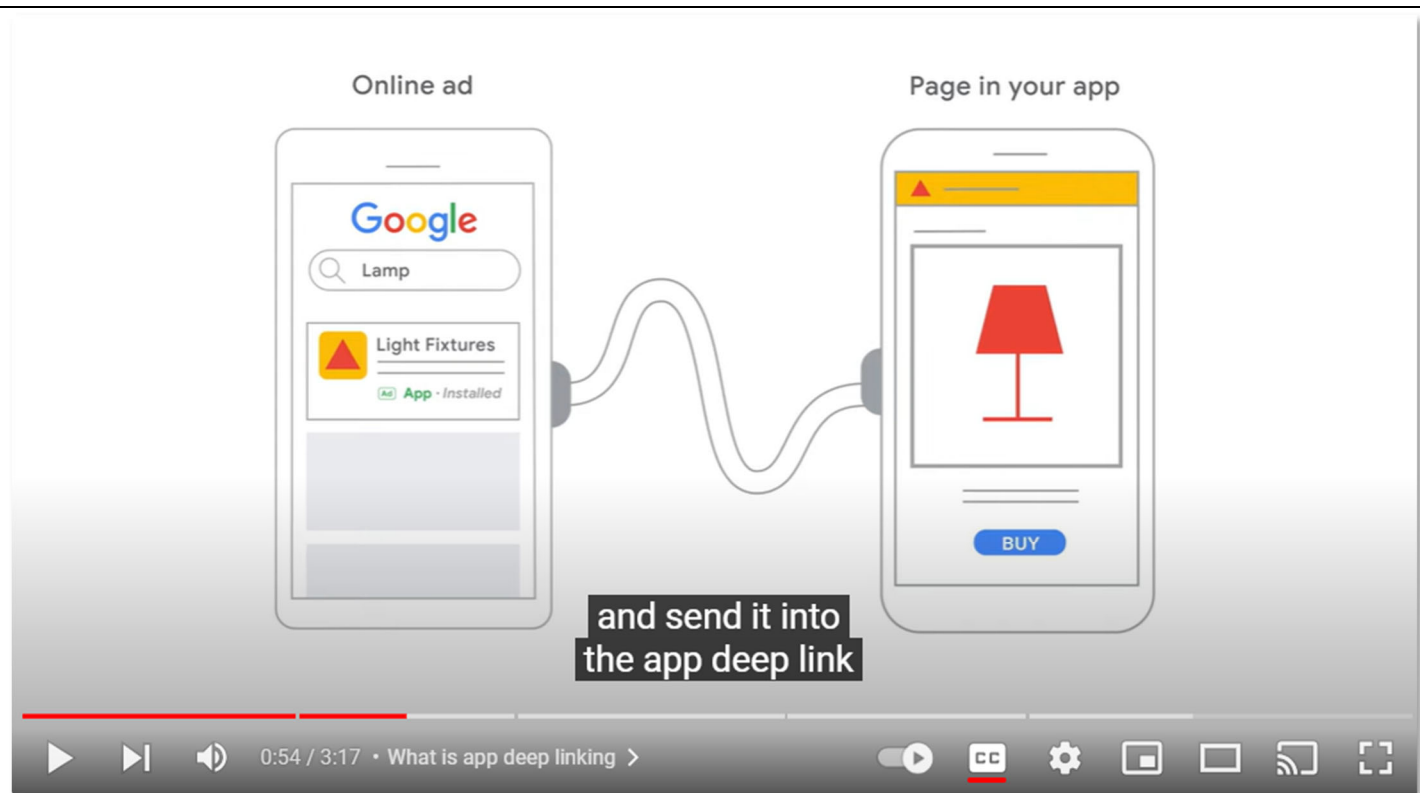 Online ad
Page in your app
Google
Lamp
Light Fixtures
Ad App · Installed
BUY
and send it into
the app deep link
0:54 / 3:17 • What is app deep linking >
CC